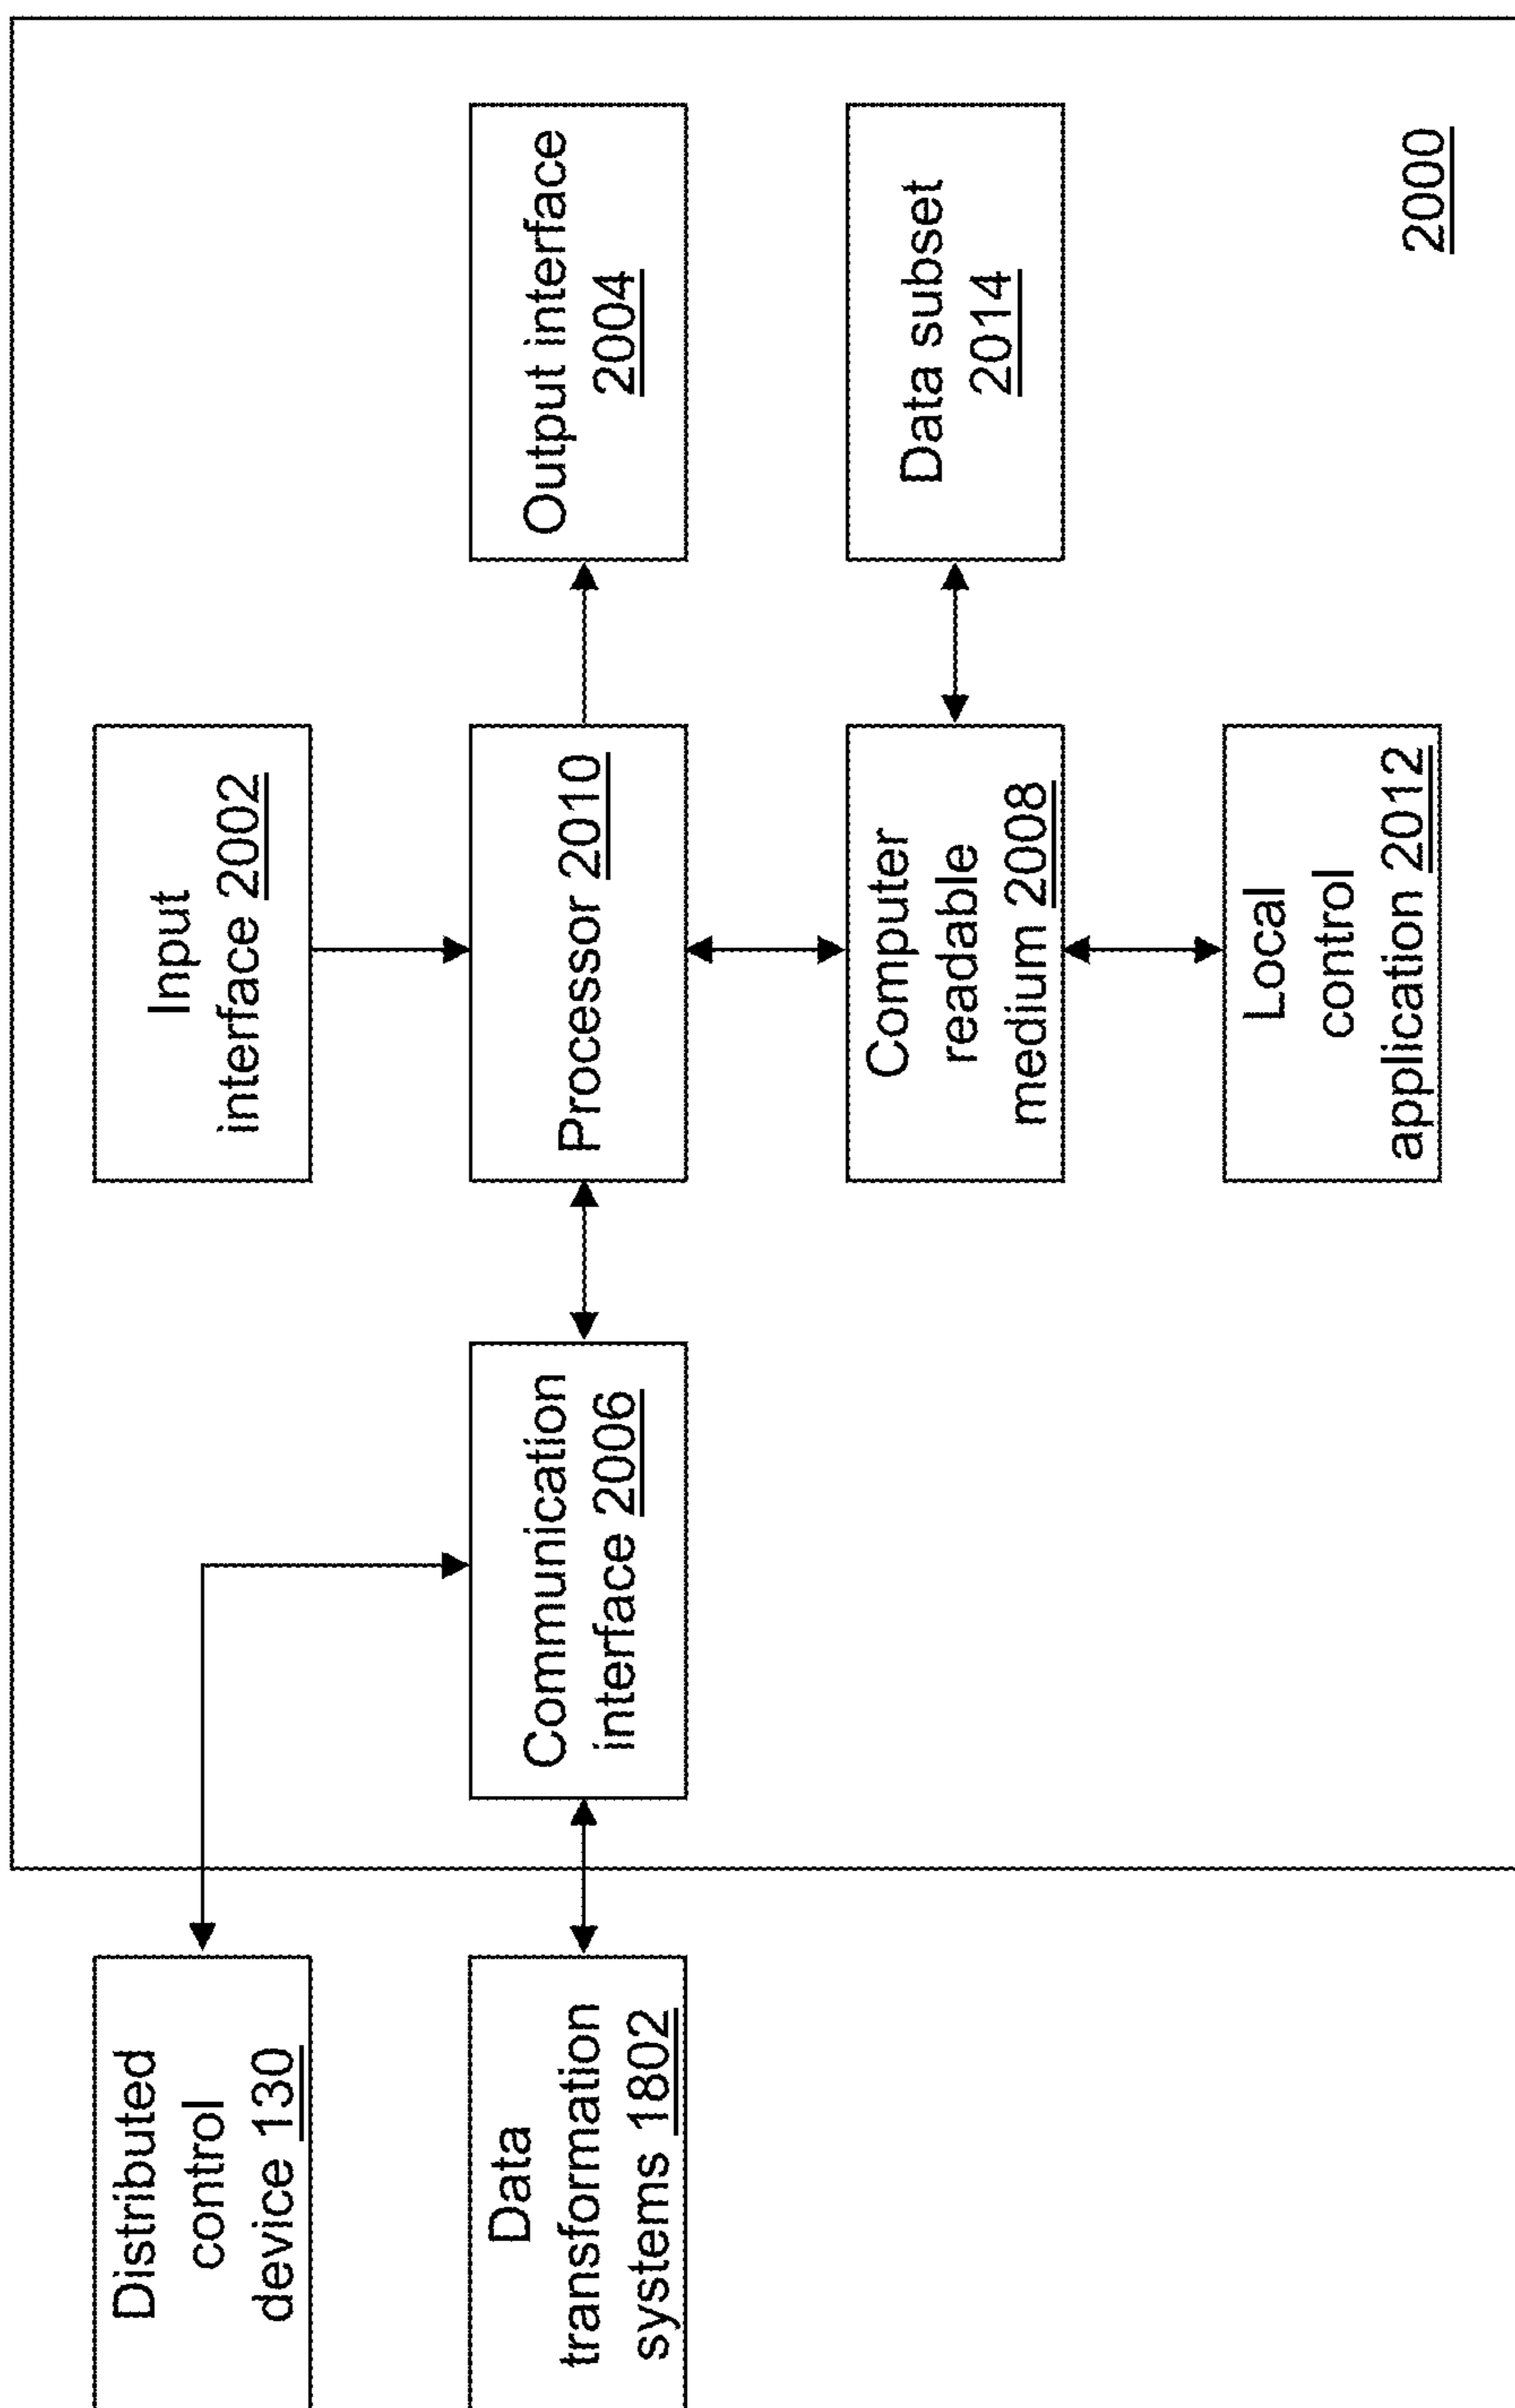 Distributed
control
device 130
Data
transformation
systems 1802
Communication
interface 2006
Input
interface 2002
Processor 2010
Computer
readable
medium 2008
Local
control
application 2012
Output interface
2004
Data subset
2014
2000